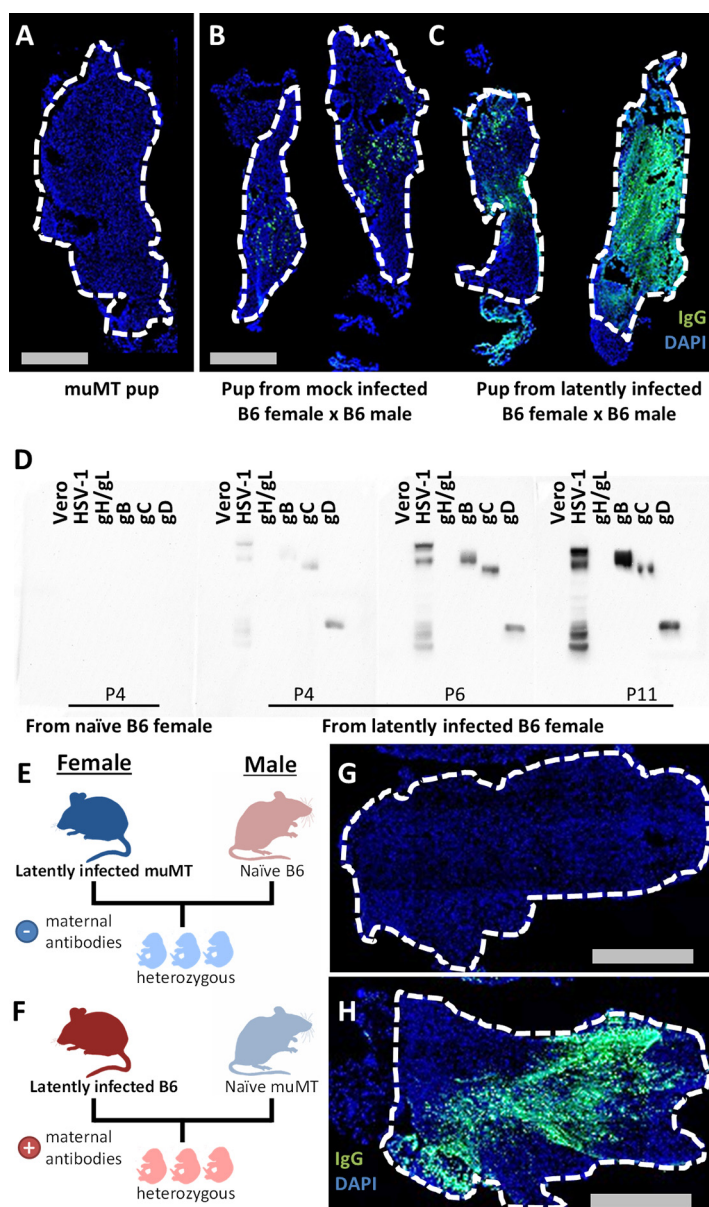 A
B
C
IgG
DAPI
muMT pup
Pup from mock infected
B6 female x B6 male
Pup from latently infected
B6 female x B6 male
D
Vero
HSV-1
gH/gL
gB
gC
gD
Vero
HSV-1
gH/gL
gB
gC
gD
Vero
HSV-1
gH/gL
gB
gC
gD
Vero
HSV-1
gH/gL
gB
gC
gD
P4
P4
P6
P11
From naïve B6 female
From latently infected B6 female
E
Female
Male
Latently infected muMT
Naïve B6
-
maternal
antibodies
heterozygous
F
Latently infected B6
Naïve muMT
+
maternal
antibodies
heterozygous
G
H
IgG
DAPI